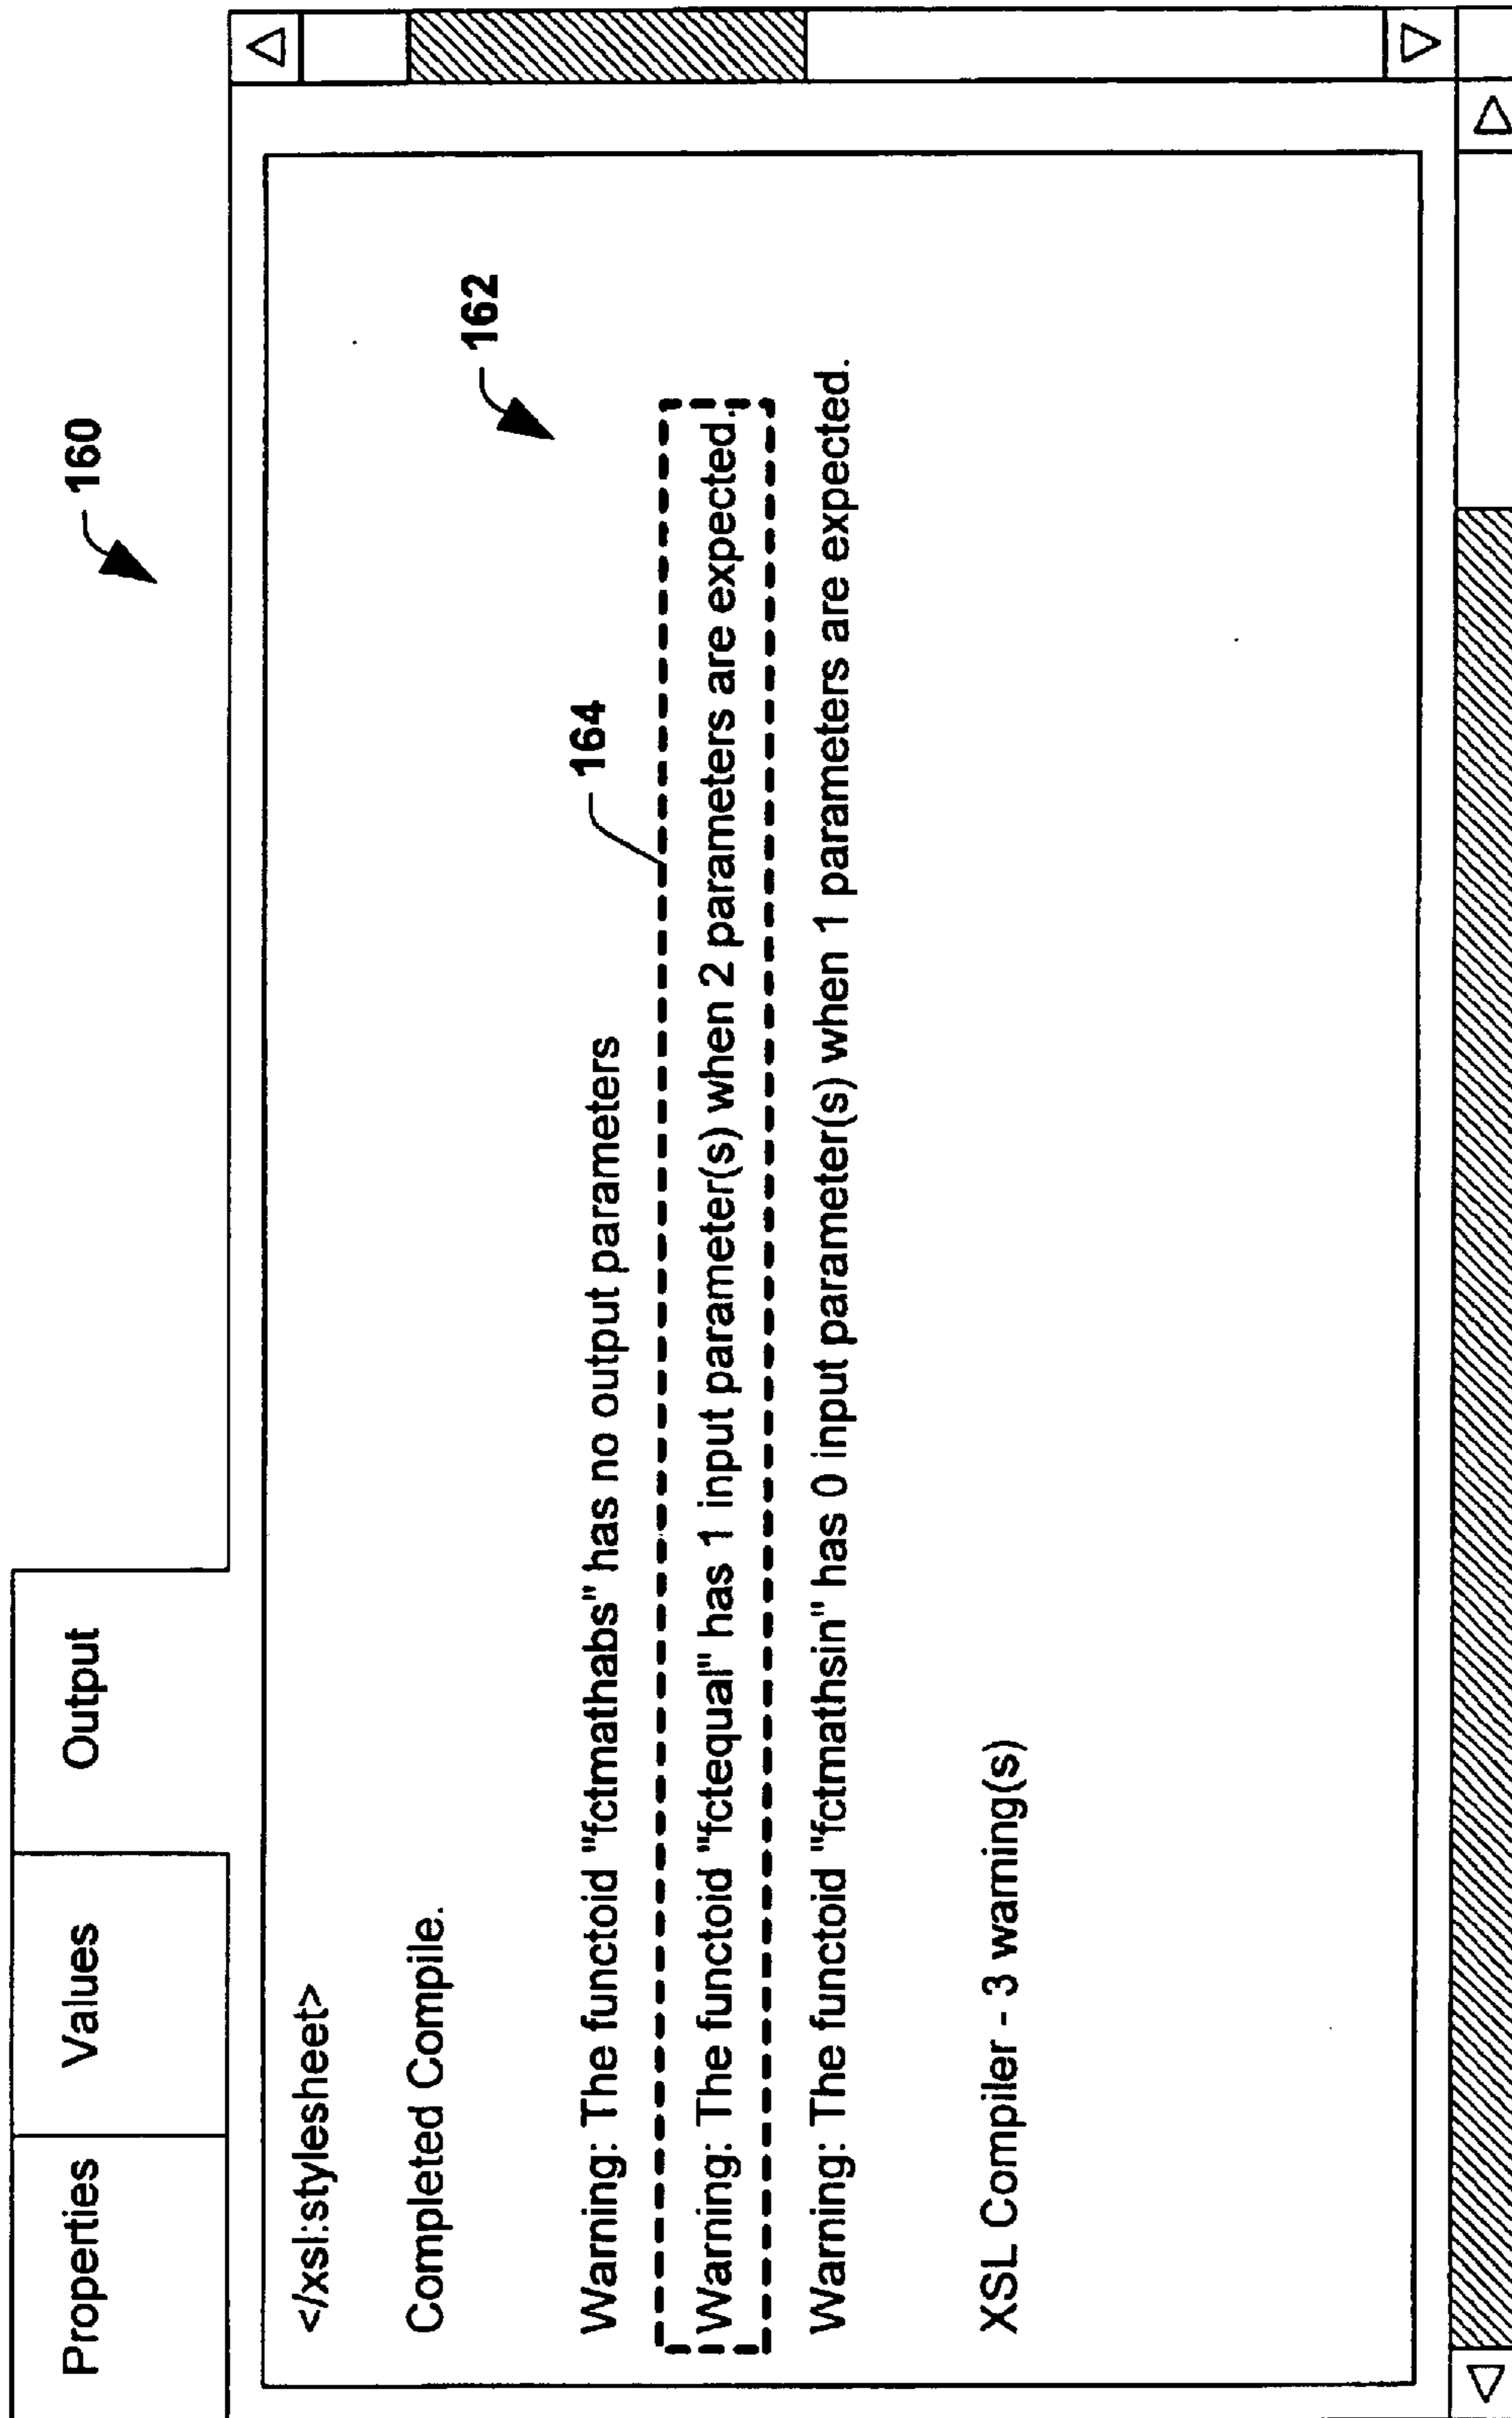 160
Properties
Values
Output
</xsl:stylesheet>
Completed Compile.
162
164
Warning: The functoid "fctmathabs" has no output parameters
Warning: The functoid "fctequal" has 1 input parameter(s) when 2 parameters are expected.
Warning: The functoid "fctmathsin" has 0 input parameter(s) when 1 parameters are expected.
XSL Compiler - 3 warning(s)